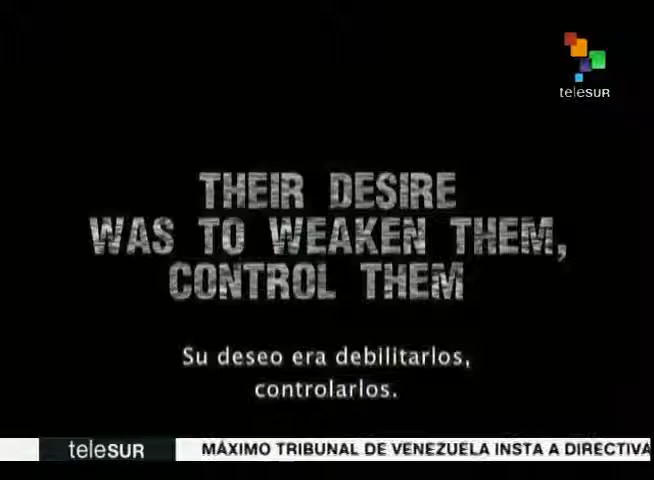 teleSUR
THEIR DESIRE
WAS TO WEAKEN THEM,
CONTROL THEM
Su deseo era debilitarlos,
controlarlos.
teleSUR MÁXIMO TRIBUNAL DE VENEZUELA INSTA A DIRECTIVA